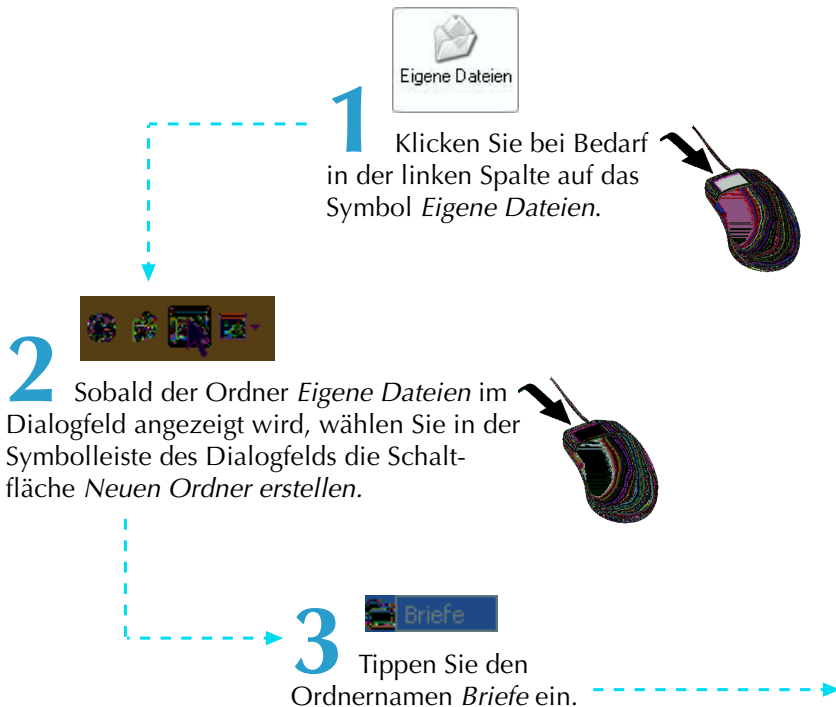 Eigene Dateien
1
Klicken Sie bei Bedarf
in der linken Spalte auf das
Symbol Eigene Dateien.
2
Sobald der Ordner Eigene Dateien im
Dialogfeld angezeigt wird, wählen Sie in der
Symbolleiste des Dialogfelds die Schalt-
fläche Neuen Ordner erstellen.
3
Briefe
Tippen Sie den
Ordnernamen Briefe ein.